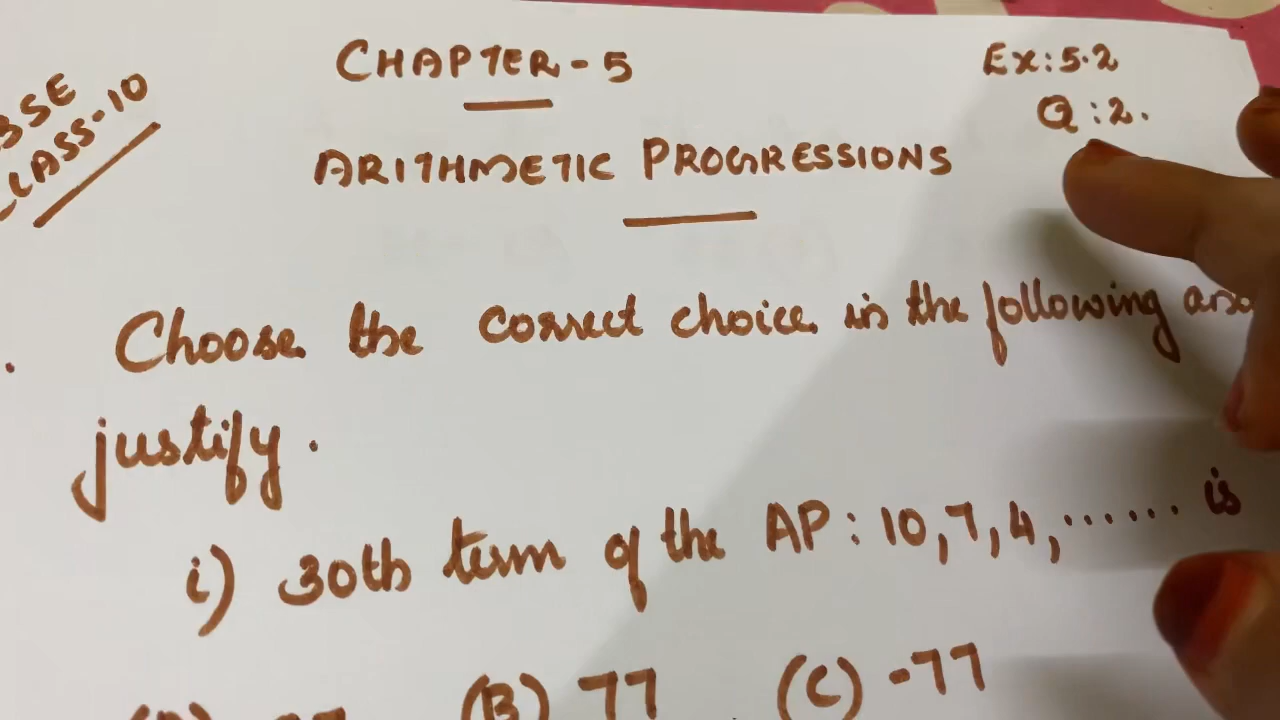 CHAPTER-5
Ex:5.2
Q:2.
CLASS-10
ARITHMETIC PROGRESSIONS
Choose the correct choice in the following and
justify.
i) 30th term of the AP: 10,7,4,...... is
(B) 77 (C) -77